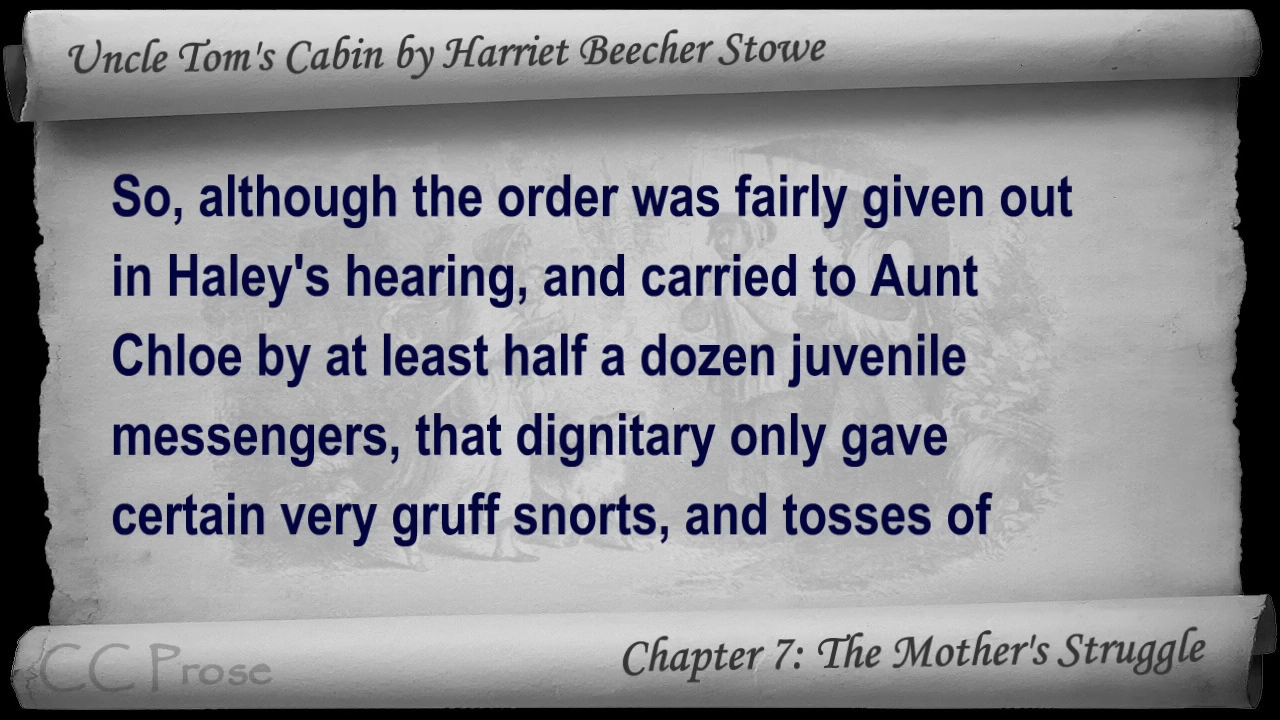 Uncle Tom's Cabin by Harriet Beecher Stowe
So, although the order was fairly given out
in Haley's hearing, and carried to Aunt
Chloe by at least half a dozen juvenile
messengers, that dignitary only gave
certain very gruff snorts, and tosses of
Chapter 7: The Mother's Struggle
CC Prose